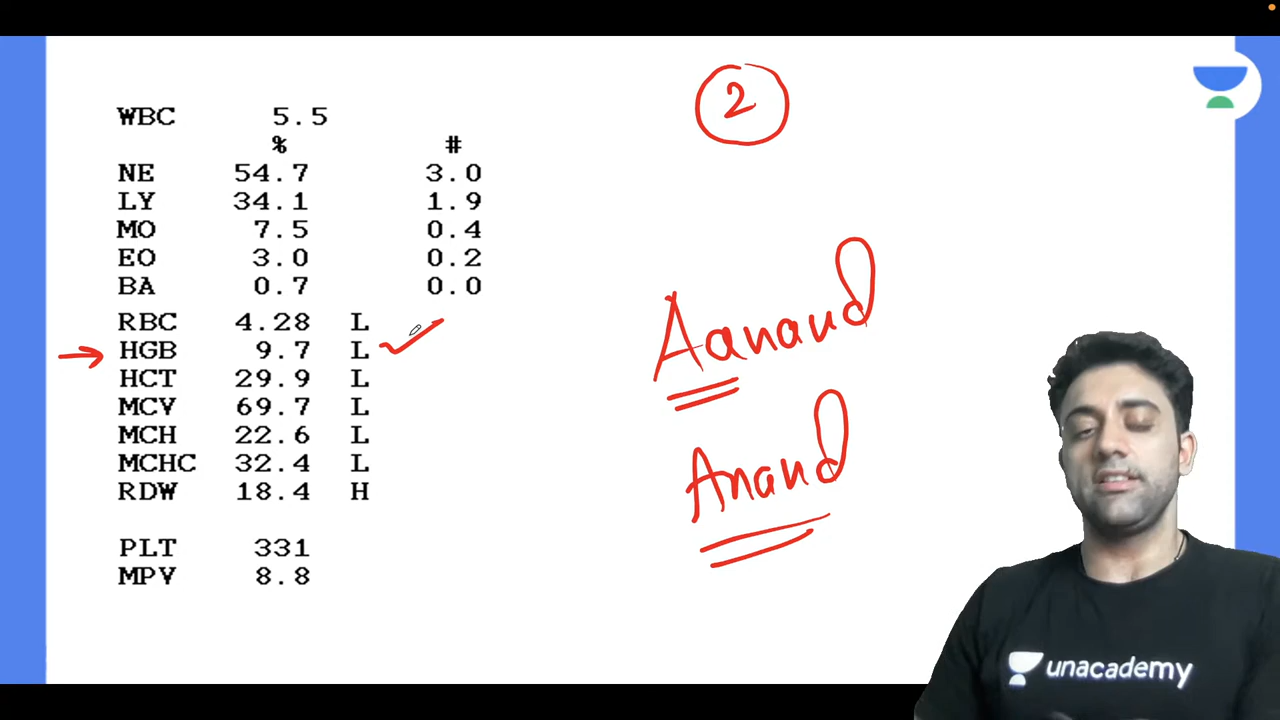 WBC 5.5
% #
NE 54.7 3.0
LY 34.1 1.9
MO 7.5 0.4
EO 3.0 0.2
BA 0.7 0.0
RBC 4.28 L
HGB 9.7 L
HCT 29.9 L
MCV 69.7 L
MCH 22.6 L
MCHC 32.4 L
RDW 18.4 H
PLT 331
MPV 8.8
2
Aanand
Anand
unacademy